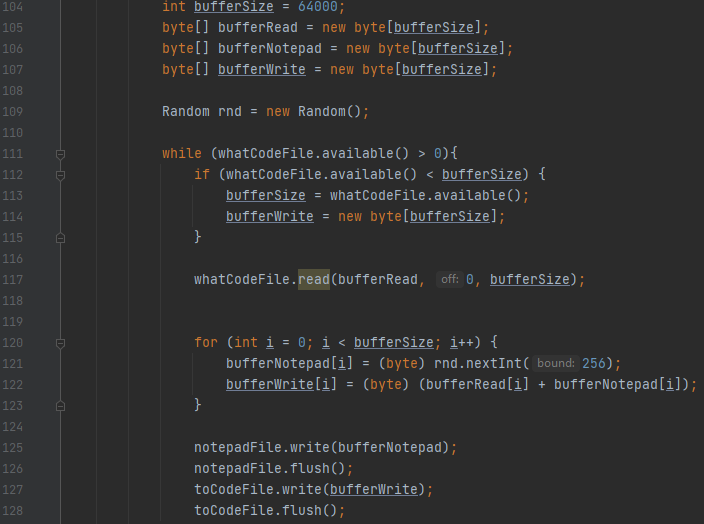 104 int bufferSize = 64000;
105 byte[] bufferRead = new byte[bufferSize];
106 byte[] bufferNotepad = new byte[bufferSize];
107 byte[] bufferWrite = new byte[bufferSize];
108
109 Random rnd = new Random();
110
111 while (whatCodeFile.available() > 0){
112 if (whatCodeFile.available() < bufferSize) {
113 bufferSize = whatCodeFile.available();
114 bufferWrite = new byte[bufferSize];
115 }
116
117 whatCodeFile.read(bufferRead, off: 0, bufferSize);
118
119
120 for (int i = 0; i < bufferSize; i++) {
121 bufferNotepad[i] = (byte) rnd.nextInt( bound: 256);
122 bufferWrite[i] = (byte) (bufferRead[i] + bufferNotepad[i]);
123 }
124
125 notepadFile.write(bufferNotepad);
126 notepadFile.flush();
127 toCodeFile.write(bufferWrite);
128 toCodeFile.flush();